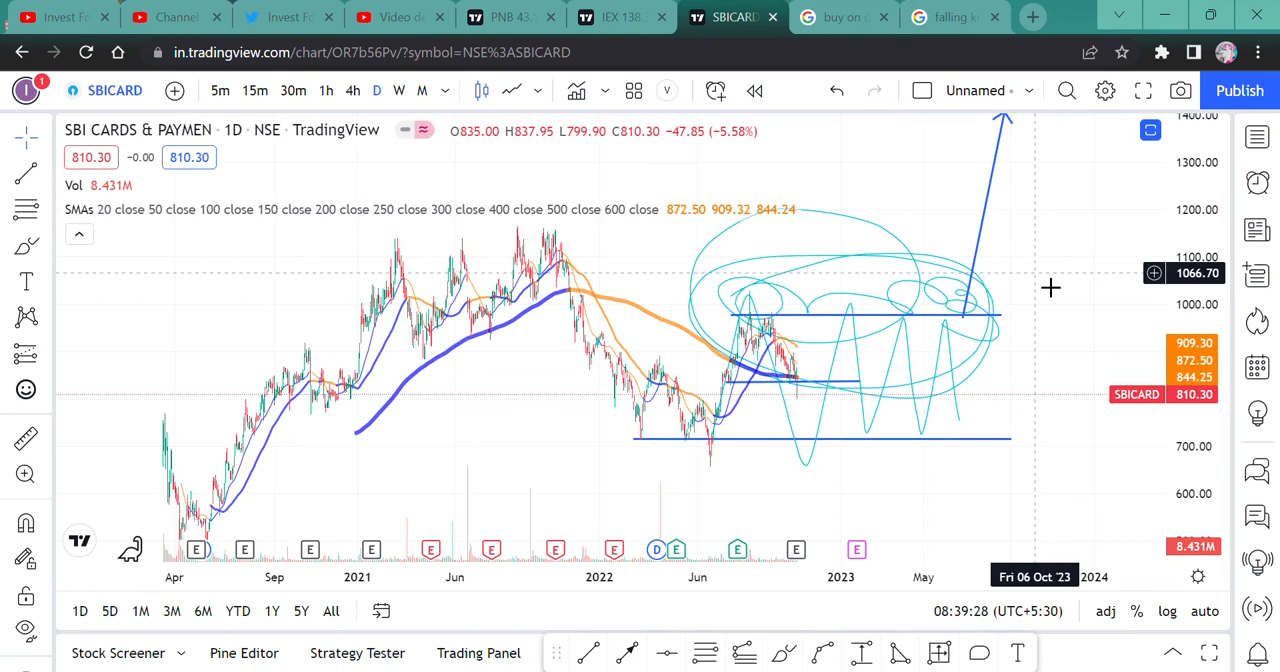 Invest Fo
Channel
Invest Fo
Video de
PNB 43.
IEX 138.
SBICARD
buy on d
falling k
in.tradingview.com/chart/OR7b56Pv/?symbol=NSE%3ASBICARD
I 1 SBICARD 5m 15m 30m 1h 4h D W M V Unnamed Publish
SBI CARDS & PAYMEN · 1D · NSE · TradingView O835.00 H837.95 L799.90 C810.30 −47.85 (−5.58%)
810.30 −0.00 810.30
Vol 8.431M
SMAs 20 close 50 close 100 close 150 close 200 close 250 close 300 close 400 close 500 close 600 close 872.50 909.32 844.24
1400.00
1300.00
1200.00
1100.00
1066.70
1000.00
909.30
872.50
844.25
SBICARD 810.30
700.00
600.00
8.431M
E E E E E E E E D E E E E
Apr Sep 2021 Jun 2022 Jun 2023 May Fri 06 Oct '23 2024
1D 5D 1M 3M 6M YTD 1Y 5Y All 08:39:28 (UTC+5:30) adj % log auto
Stock Screener Pine Editor Strategy Tester Trading Panel